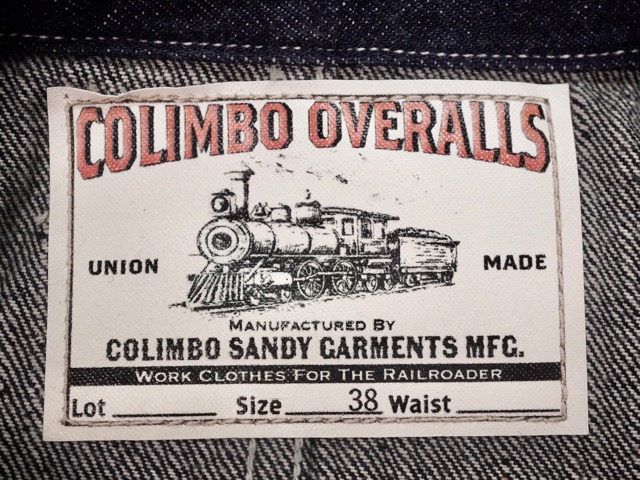 COLIMBO OVERALLS
UNION MADE
MANUFACTURED BY
COLIMBO SANDY GARMENTS MFG.
WORK CLOTHES FOR THE RAILROADER
Lot Size 38 Waist